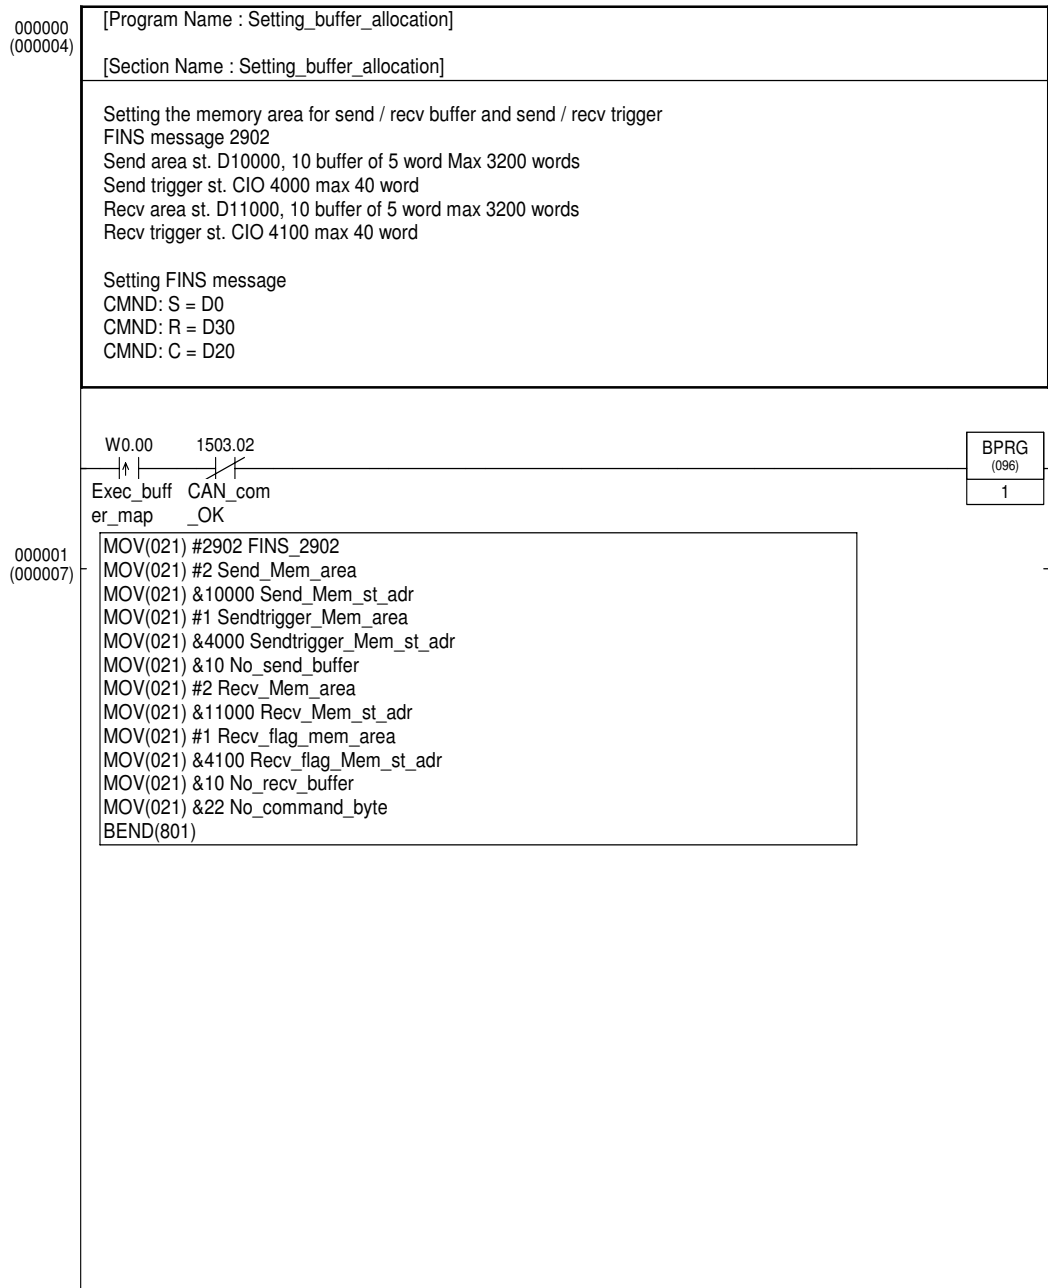 000000
(000004)
[Program Name : Setting_buffer_allocation]
[Section Name : Setting_buffer_allocation]
Setting the memory area for send / recv buffer and send / recv trigger
FINS message 2902
Send area st. D10000, 10 buffer of 5 word Max 3200 words
Send trigger st. CIO 4000 max 40 word
Recv area st. D11000, 10 buffer of 5 word max 3200 words
Recv trigger st. CIO 4100 max 40 word
Setting FINS message
CMND: S = D0
CMND: R = D30
CMND: C = D20
W0.00 1503.02
BPRG
(096)
1
Exec_buff CAN_com
er_map _OK
000001
(000007)
MOV(021) #2902 FINS_2902
MOV(021) #2 Send_Mem_area
MOV(021) &10000 Send_Mem_st_adr
MOV(021) #1 Sendtrigger_Mem_area
MOV(021) &4000 Sendtrigger_Mem_st_adr
MOV(021) &10 No_send_buffer
MOV(021) #2 Recv_Mem_area
MOV(021) &11000 Recv_Mem_st_adr
MOV(021) #1 Recv_flag_mem_area
MOV(021) &4100 Recv_flag_Mem_st_adr
MOV(021) &10 No_recv_buffer
MOV(021) &22 No_command_byte
BEND(801)